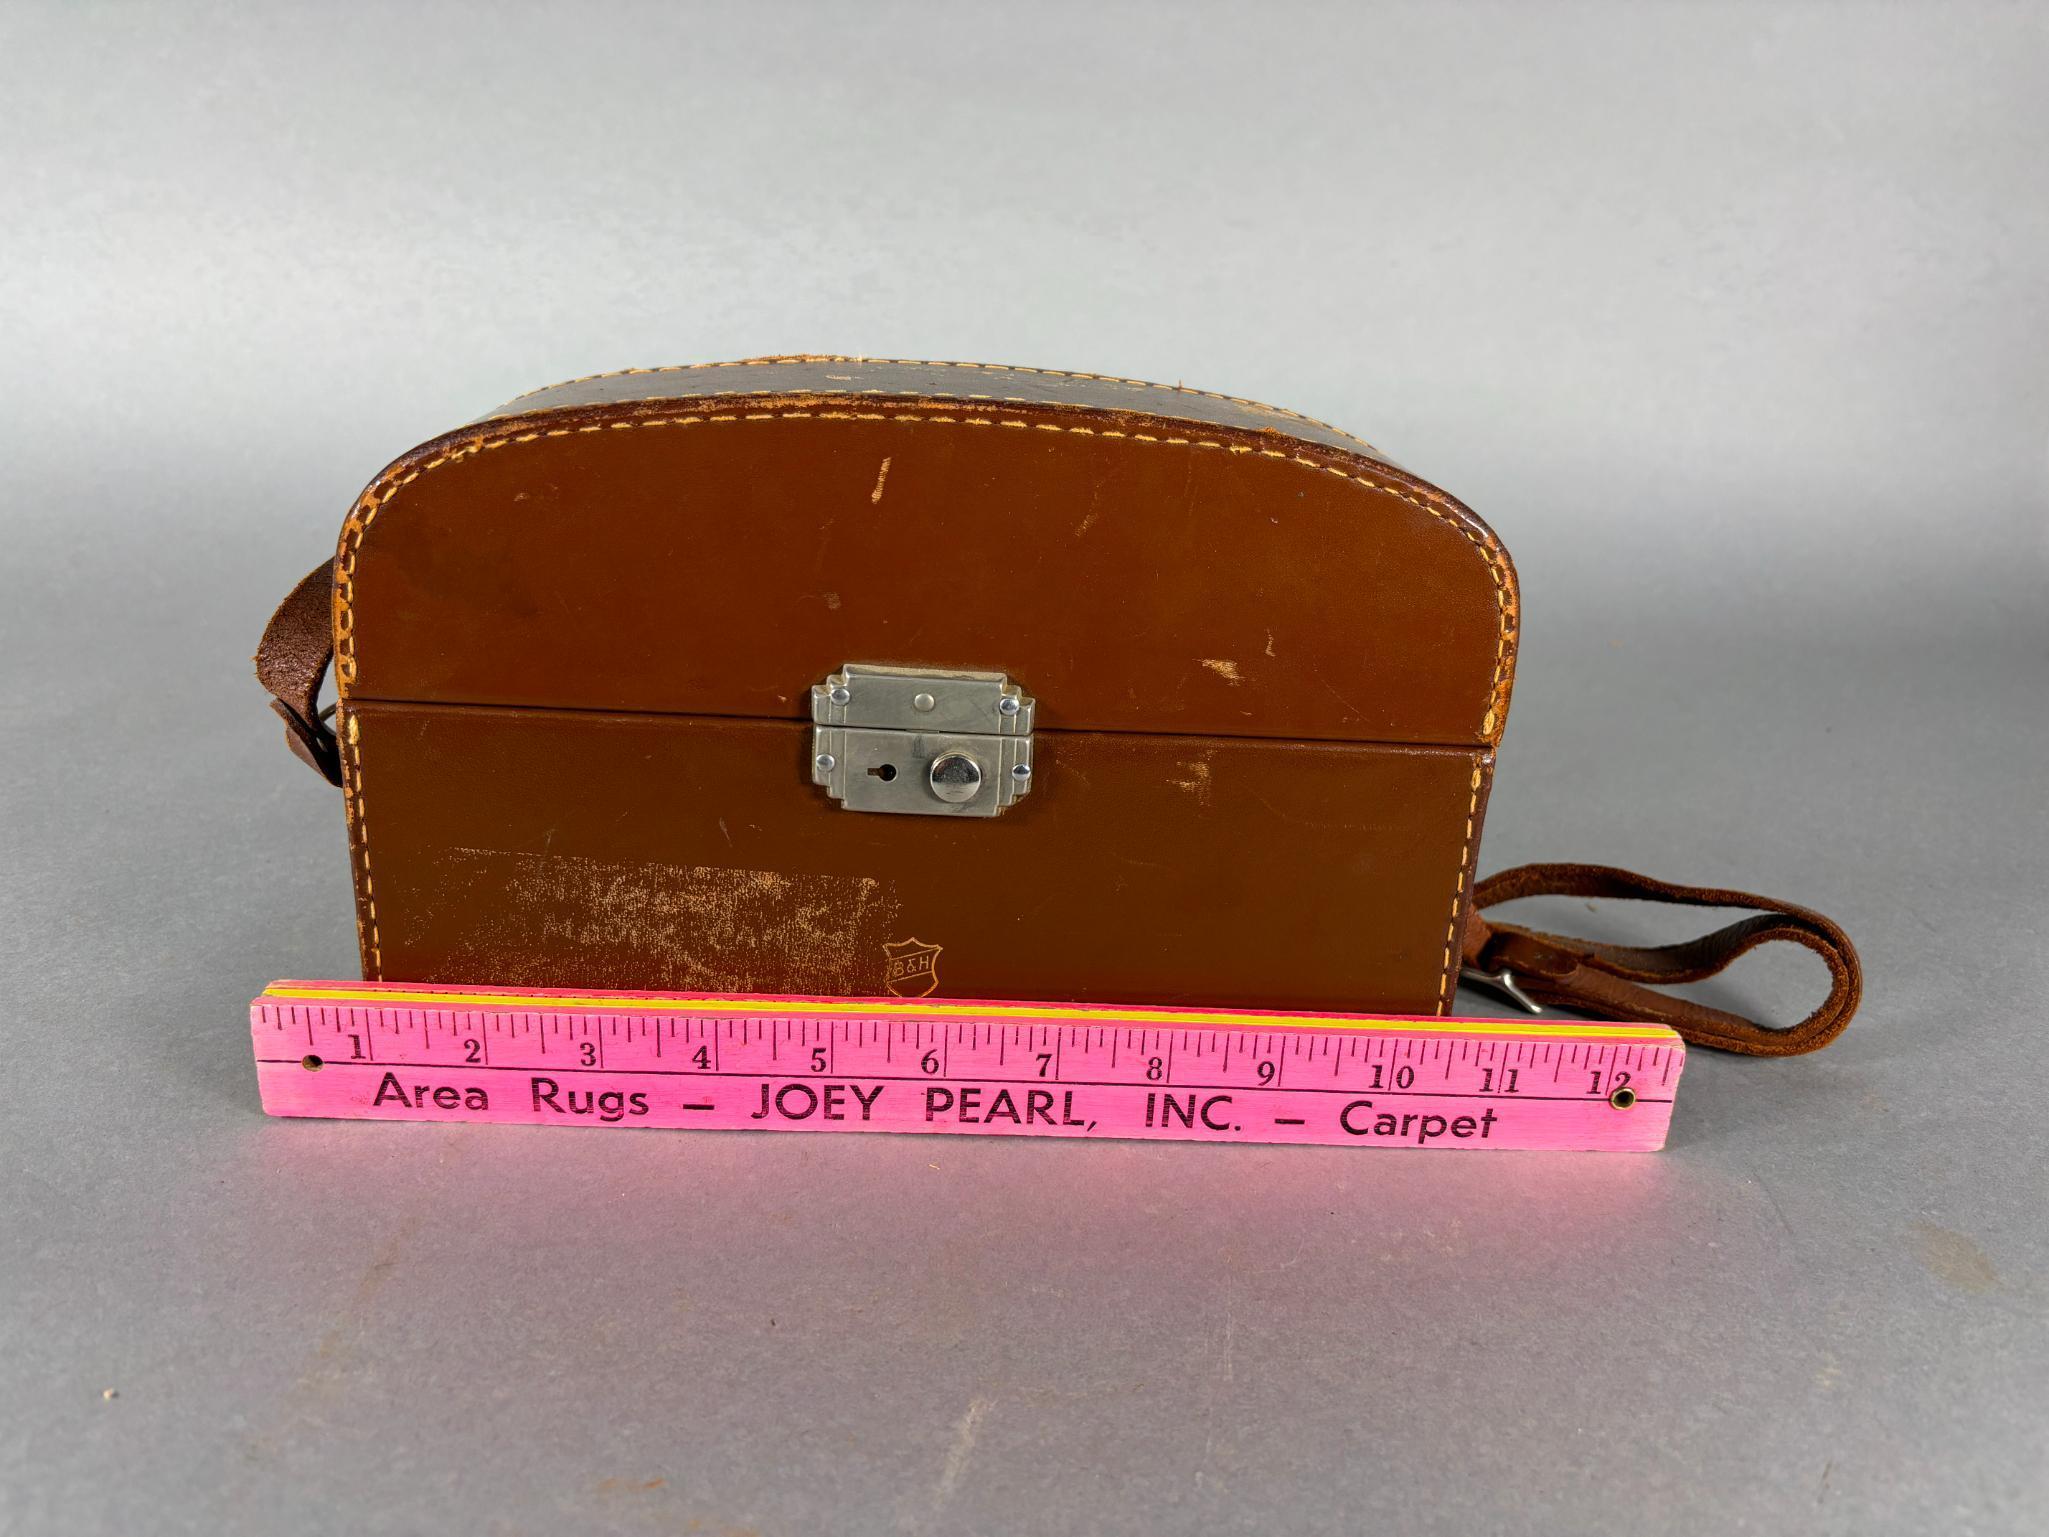 B&H
1 2 3 4 5 6 7 8 9 10 11 12
Area Rugs – JOEY PEARL, INC. – Carpet